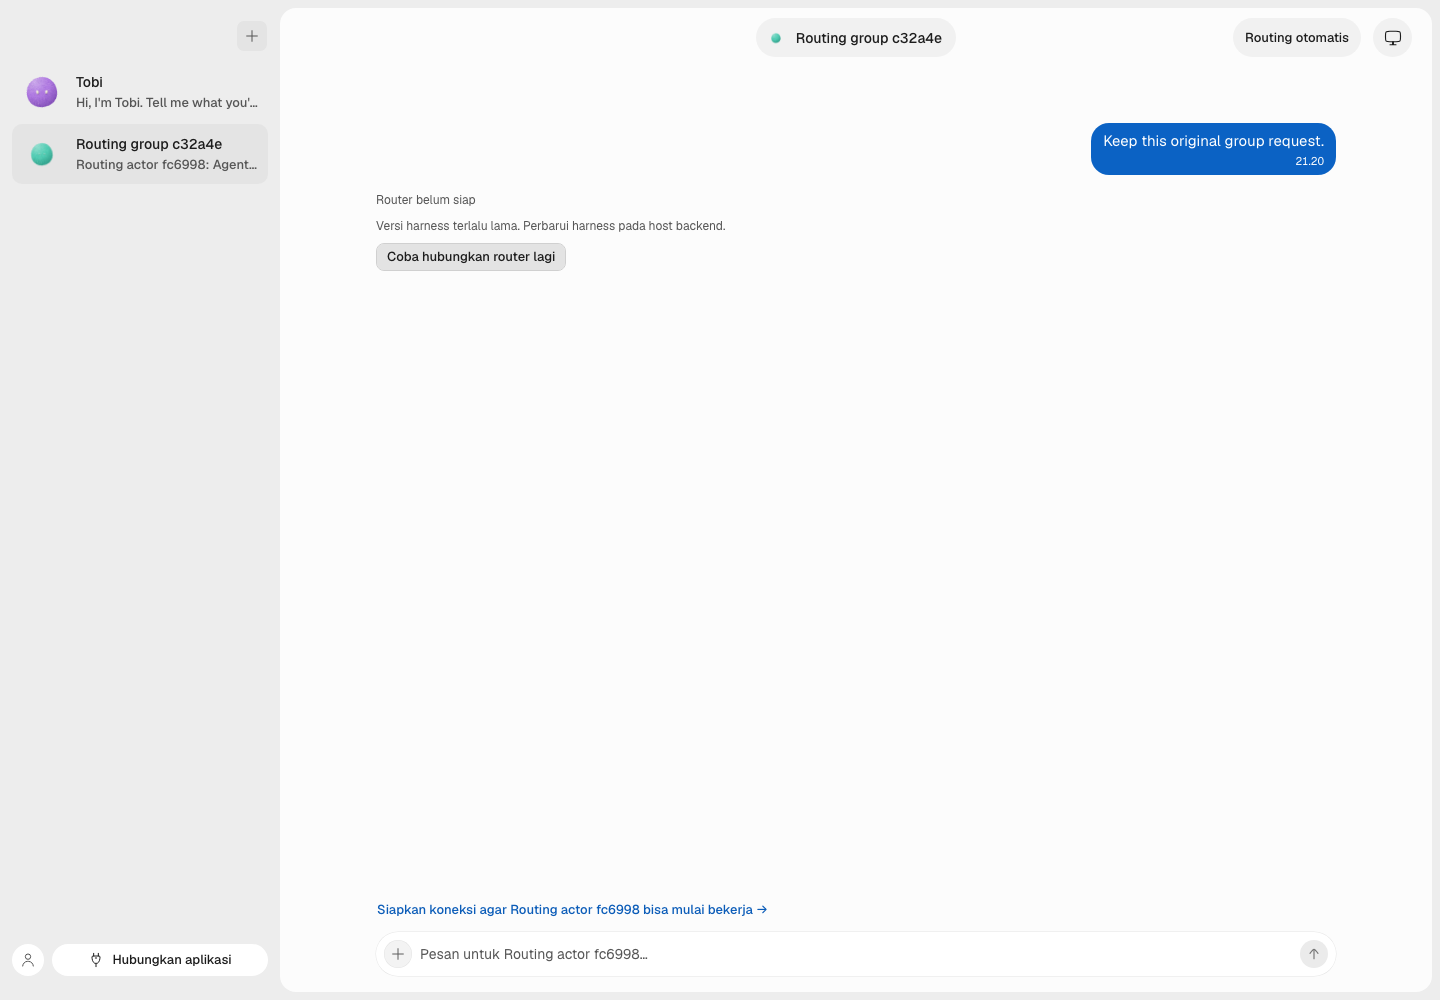 Tobi
Hi, I'm Tobi. Tell me what you'...
Routing group c32a4e
Routing actor fc6998: Agent...
Hubungkan aplikasi
Routing group c32a4e
Routing otomatis
Keep this original group request.
21.20
Router belum siap
Versi harness terlalu lama. Perbarui harness pada host backend.
Coba hubungkan router lagi
Siapkan koneksi agar Routing actor fc6998 bisa mulai bekerja →
Pesan untuk Routing actor fc6998...